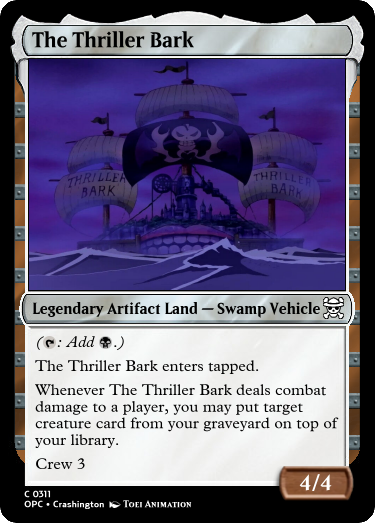 The Thriller Bark
THRILLER
BARK
THRILLER
BARK
Legendary Artifact Land — Swamp Vehicle
(T: Add B.)
The Thriller Bark enters tapped.
Whenever The Thriller Bark deals combat
damage to a player, you may put target
creature card from your graveyard on top of
your library.
Crew 3
4/4
C 0311
OPC • Crashington TOEI ANIMATION